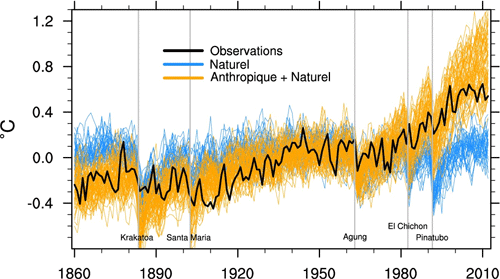 1.2
0.8
0.4
0.0
-0.4
°C
Observations
Naturel
Anthropique + Naturel
Krakatoa
Santa Maria
Agung
El Chichon
Pinatubo
1860
1890
1920
1950
1980
2010